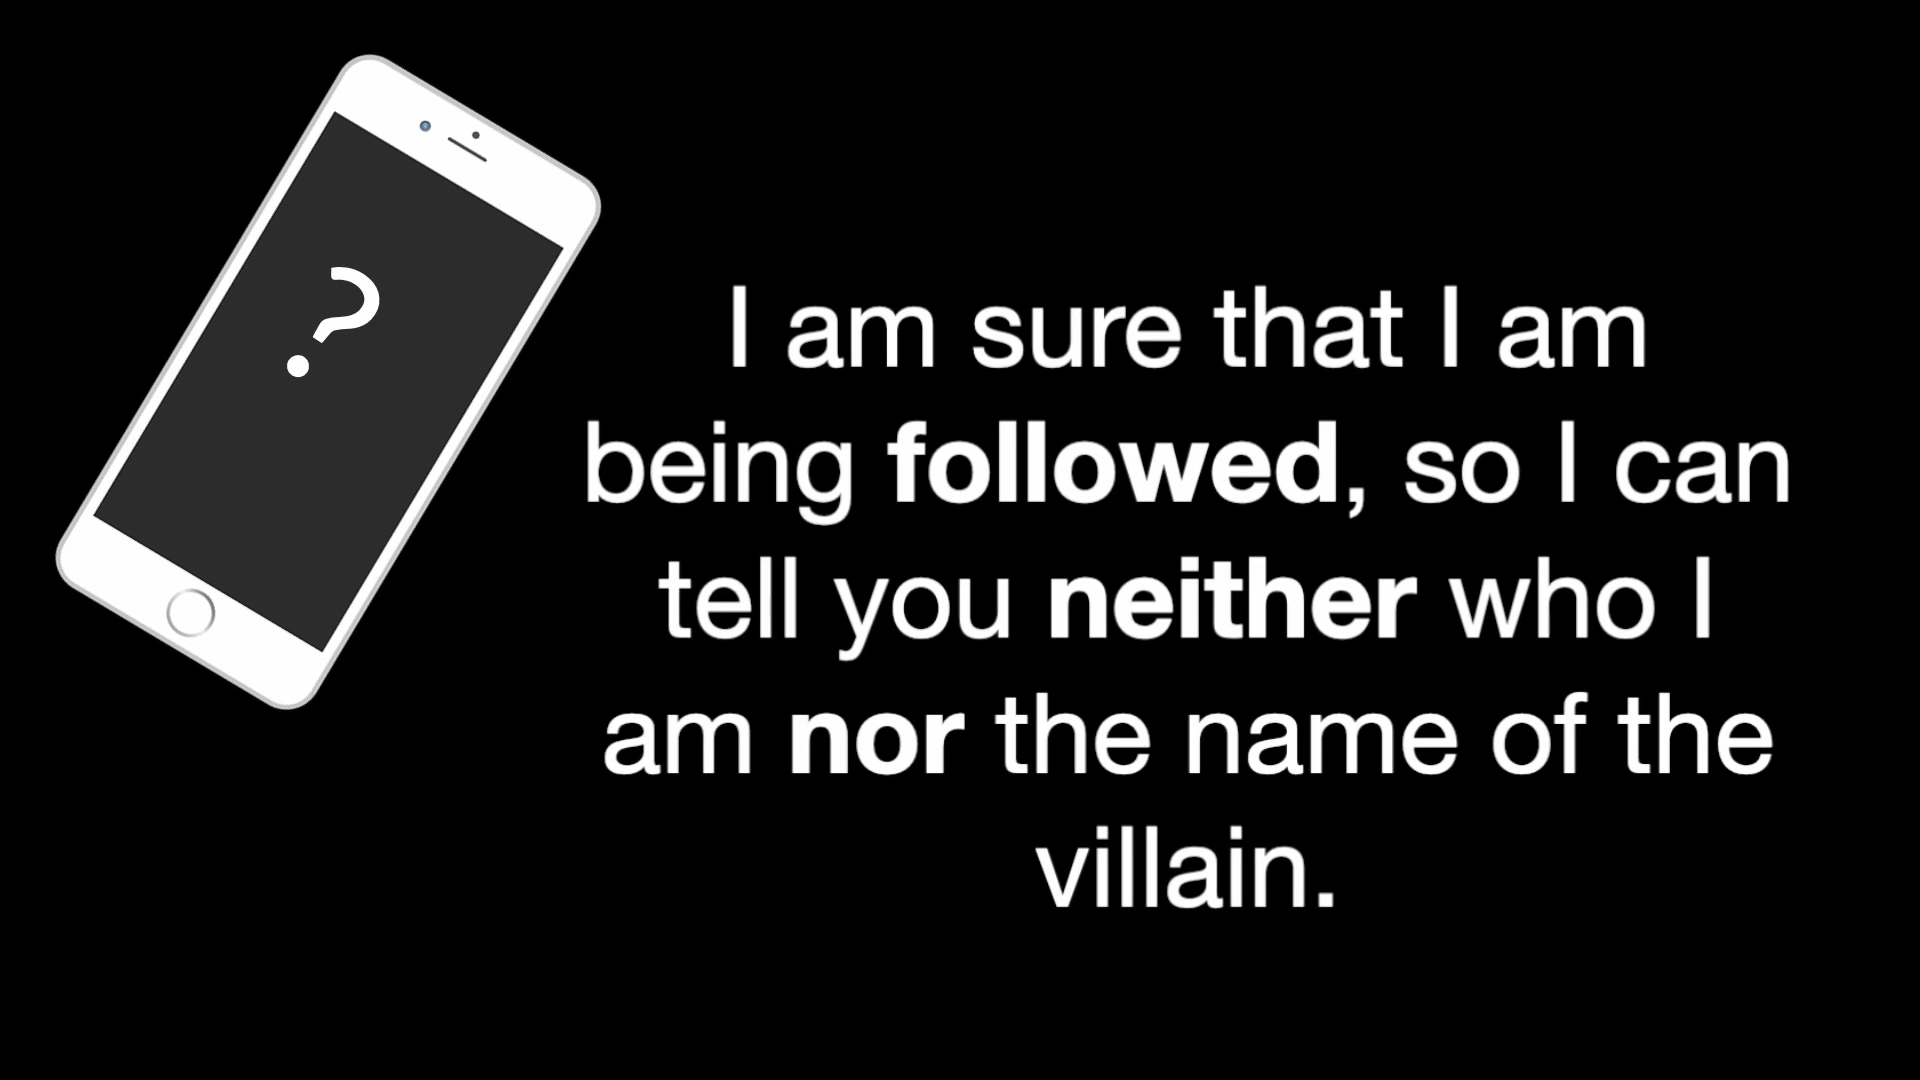 ?
I am sure that I am
being followed, so I can
tell you neither who I
am nor the name of the
villain.